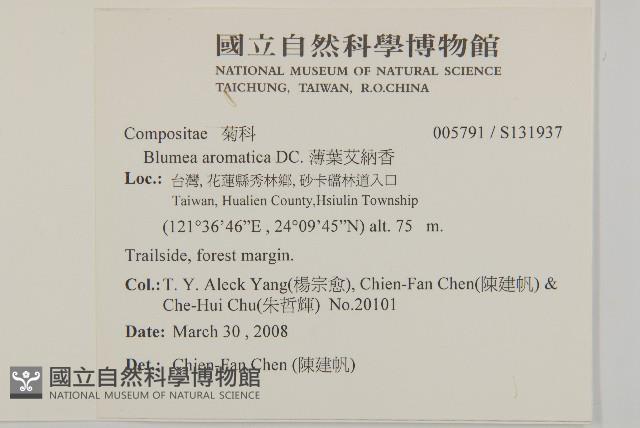 國立自然科學博物館
NATIONAL MUSEUM OF NATURAL SCIENCE
TAICHUNG, TAIWAN, R.O.CHINA
Compositae 菊科 005791 / S131937
Blumea aromatica DC. 薄葉艾納香
Loc.: 台灣, 花蓮縣秀林鄉, 砂卡礑林道入口
Taiwan, Hualien County,Hsiulin Township
(121°36'46"E , 24°09'45"N) alt. 75 m.
Trailside, forest margin.
Col.: T. Y. Aleck Yang(楊宗愈), Chien-Fan Chen(陳建帆) &
Che-Hui Chu(朱哲輝) No.20101
Date: March 30 , 2008
Det.: Chien-Fan Chen (陳建帆)
國立自然科學博物館
NATIONAL MUSEUM OF NATURAL SCIENCE